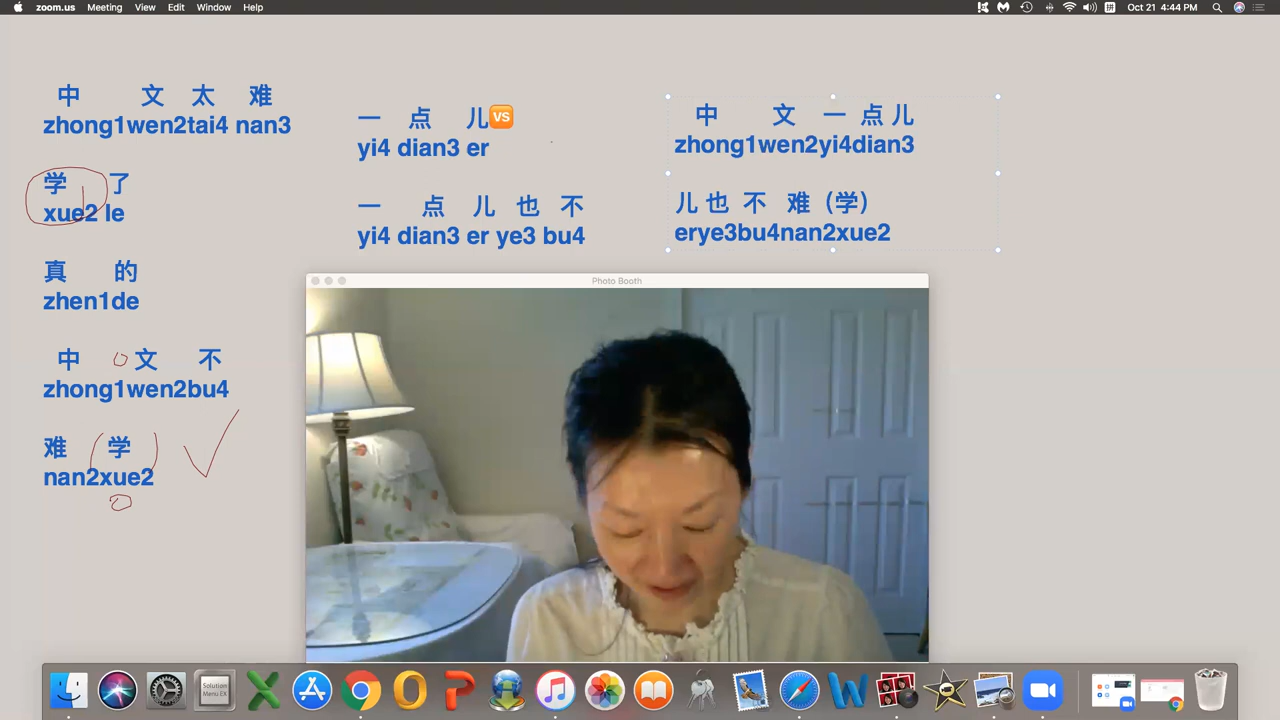 zoom.us Meeting View Edit Window Help
Oct 21 4:44 PM
中 文 太 难
zhong1wen2tai4 nan3
学 了
xue2 le
真 的
zhen1de
中 文 不
zhong1wen2bu4
难 学
nan2xue2
一 点 儿🆚
yi4 dian3 er
一 点 儿 也 不
yi4 dian3 er ye3 bu4
中 文 一 点 儿
zhong1wen2yi4dian3
儿 也 不 难（学）
erye3bu4nan2xue2
Photo Booth
Solution
Menu EX